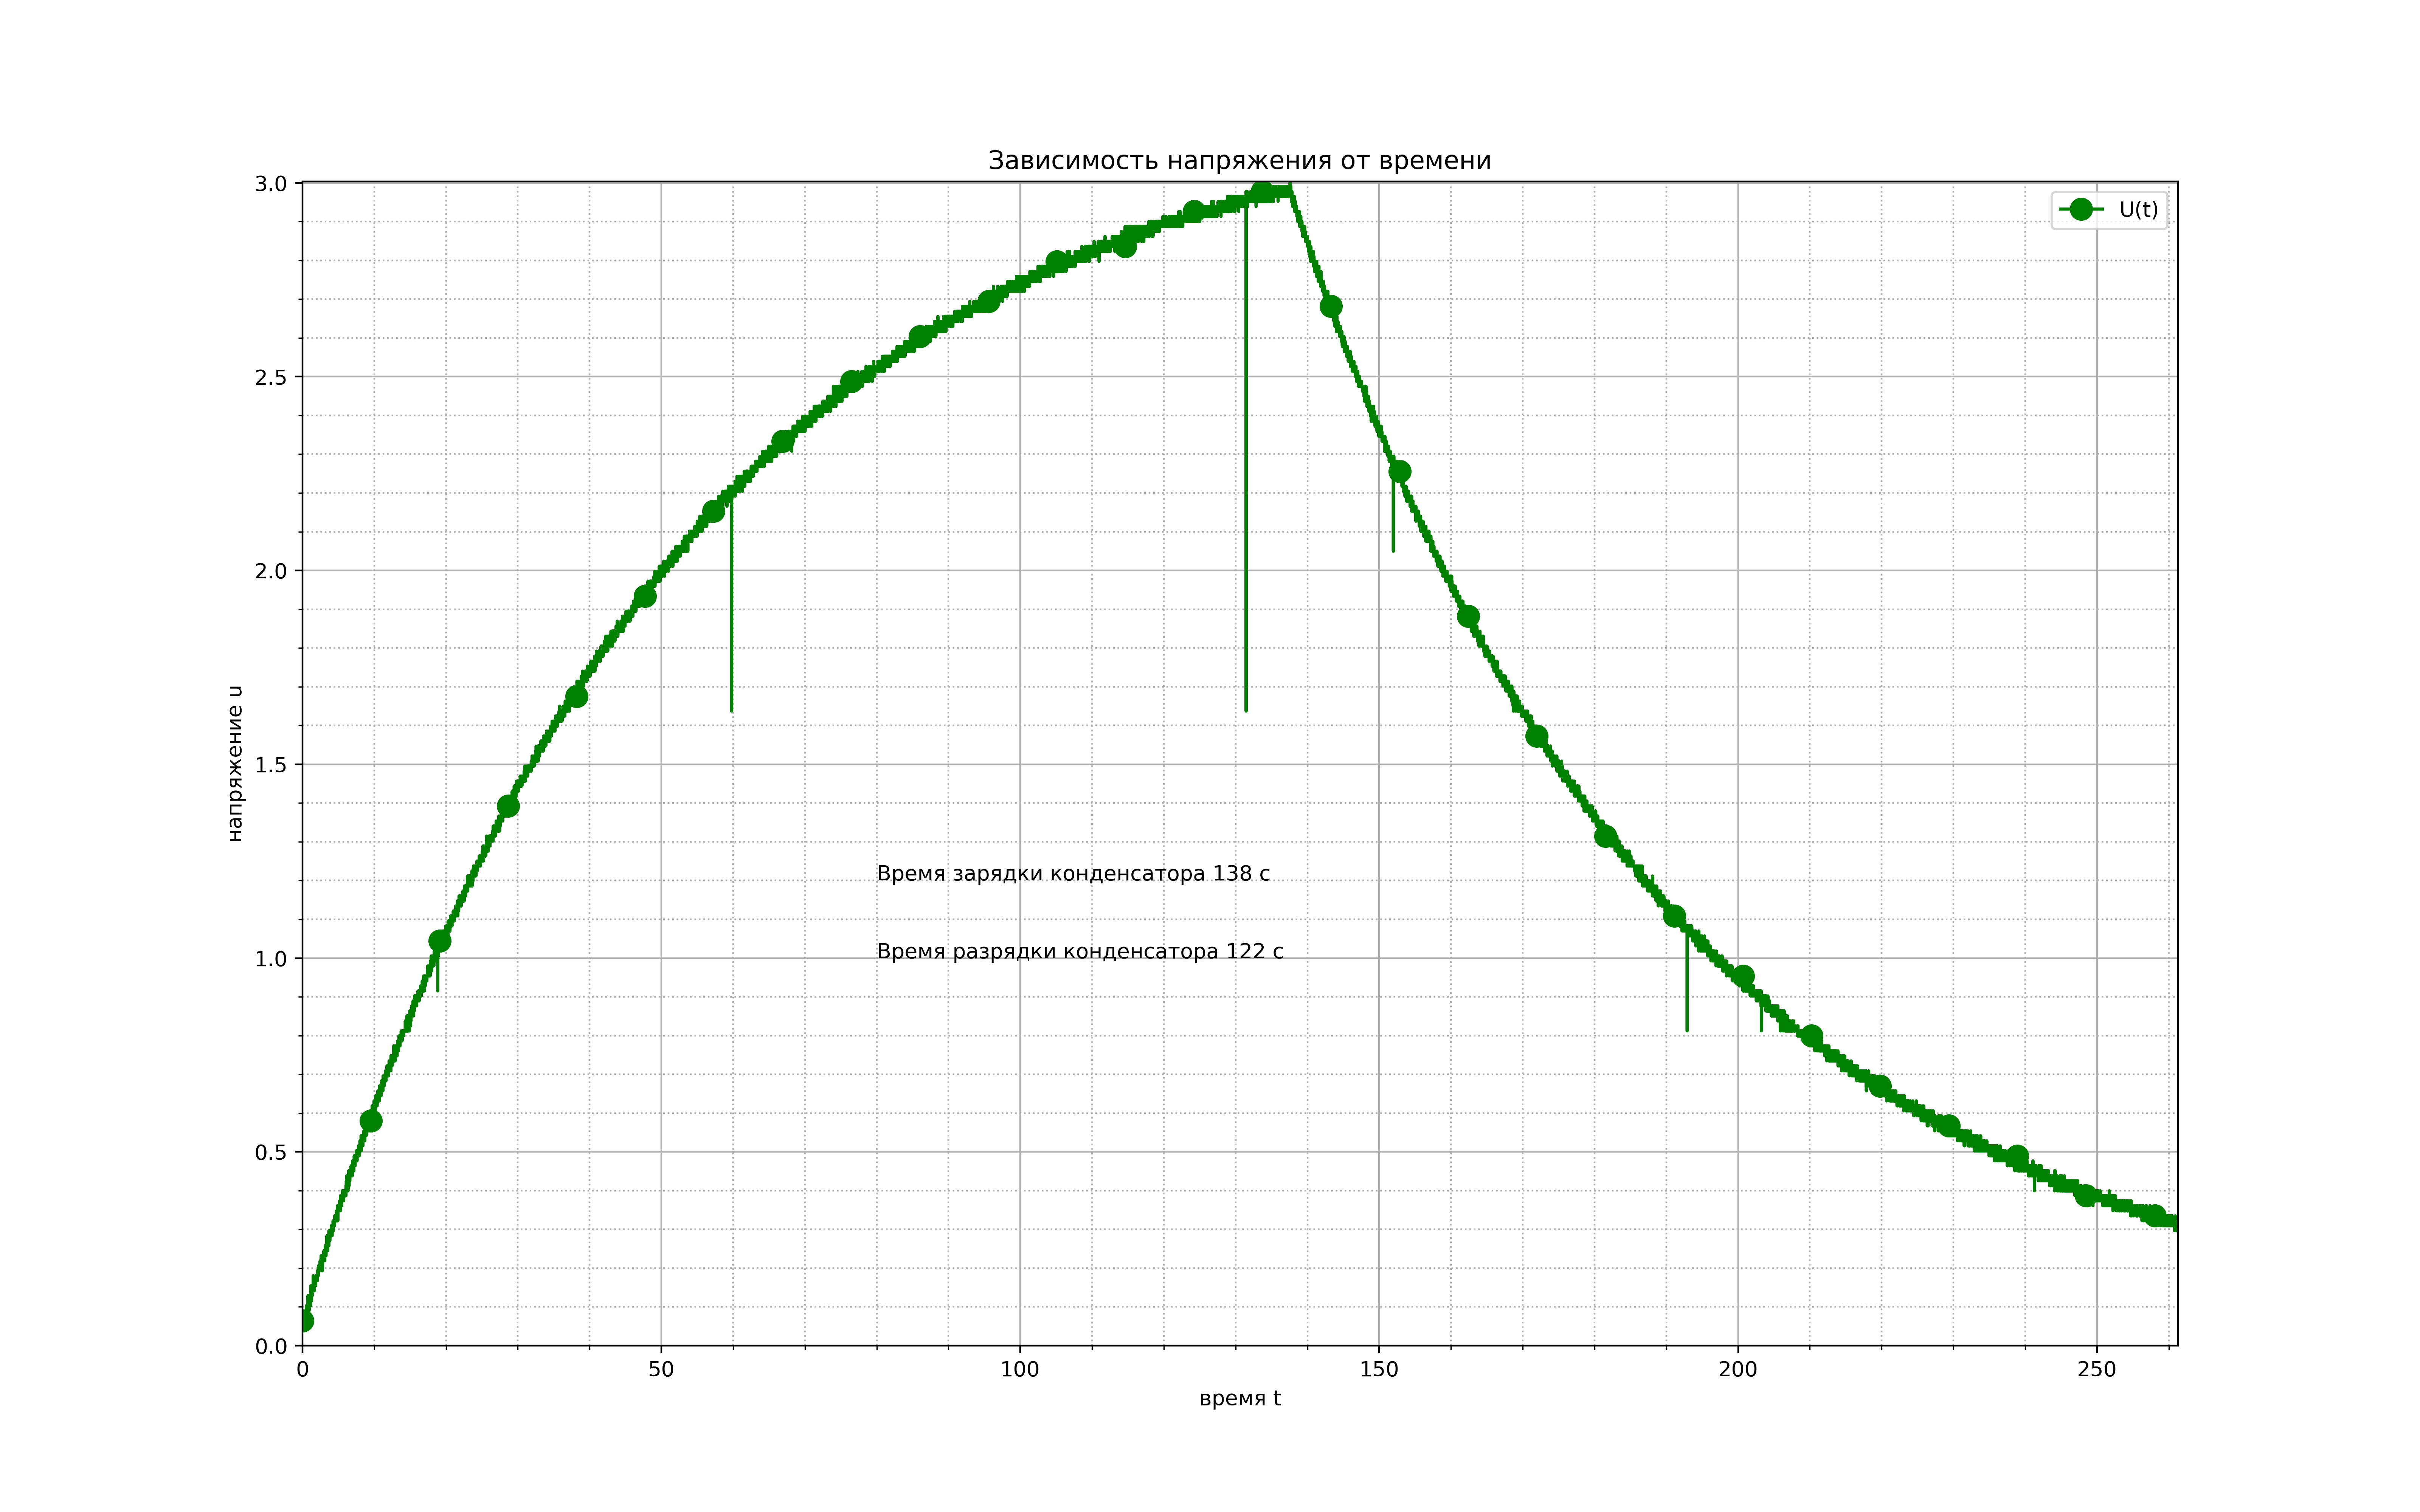 Зависимость напряжения от времени
U(t)
3.0
2.5
2.0
1.5
1.0
0.5
0.0
напряжение u
Время зарядки конденсатора 138 с
Время разрядки конденсатора 122 с
0 50 100 150 200 250
время t